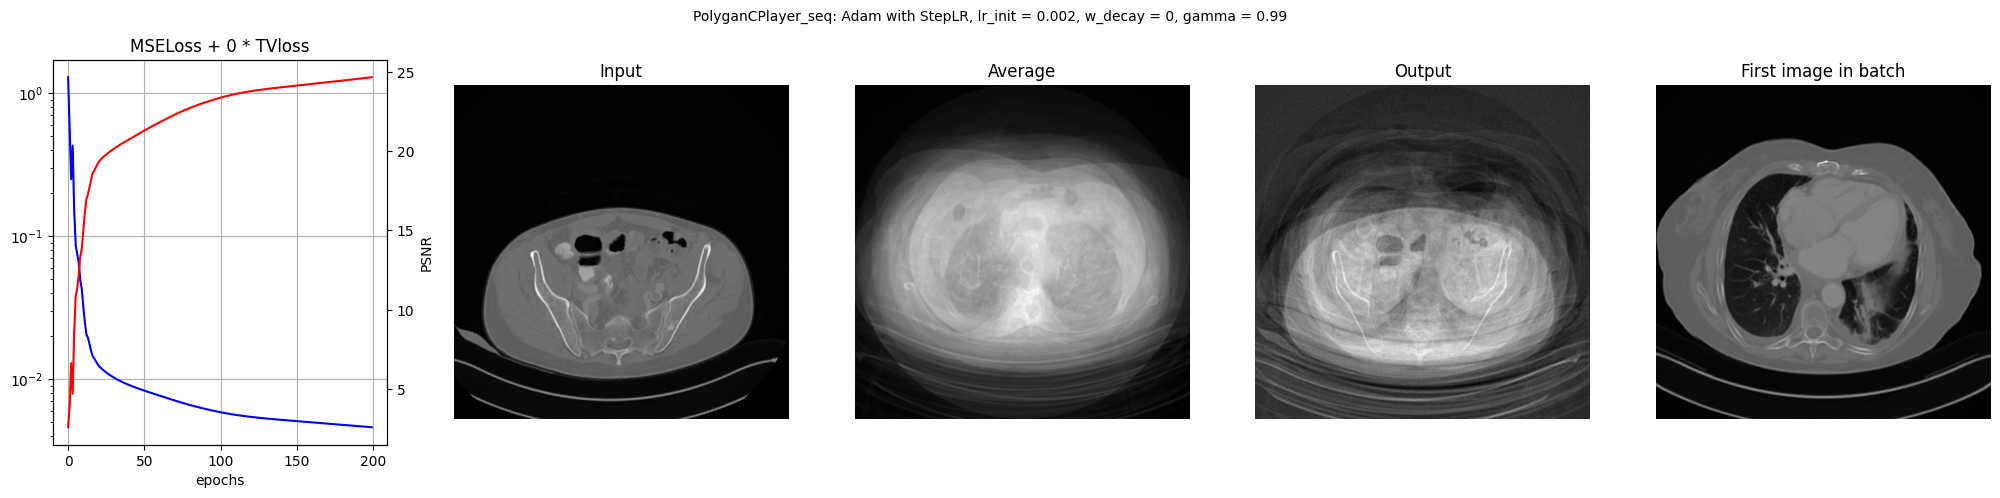 PolyganCPlayer_seq: Adam with StepLR, lr_init = 0.002, w_decay = 0, gamma = 0.99
MSELoss + 0 * TVloss
10⁰
10⁻¹
10⁻²
0 50 100 150 200
epochs
25
20
15
10
5
PSNR
Input
Average
Output
First image in batch